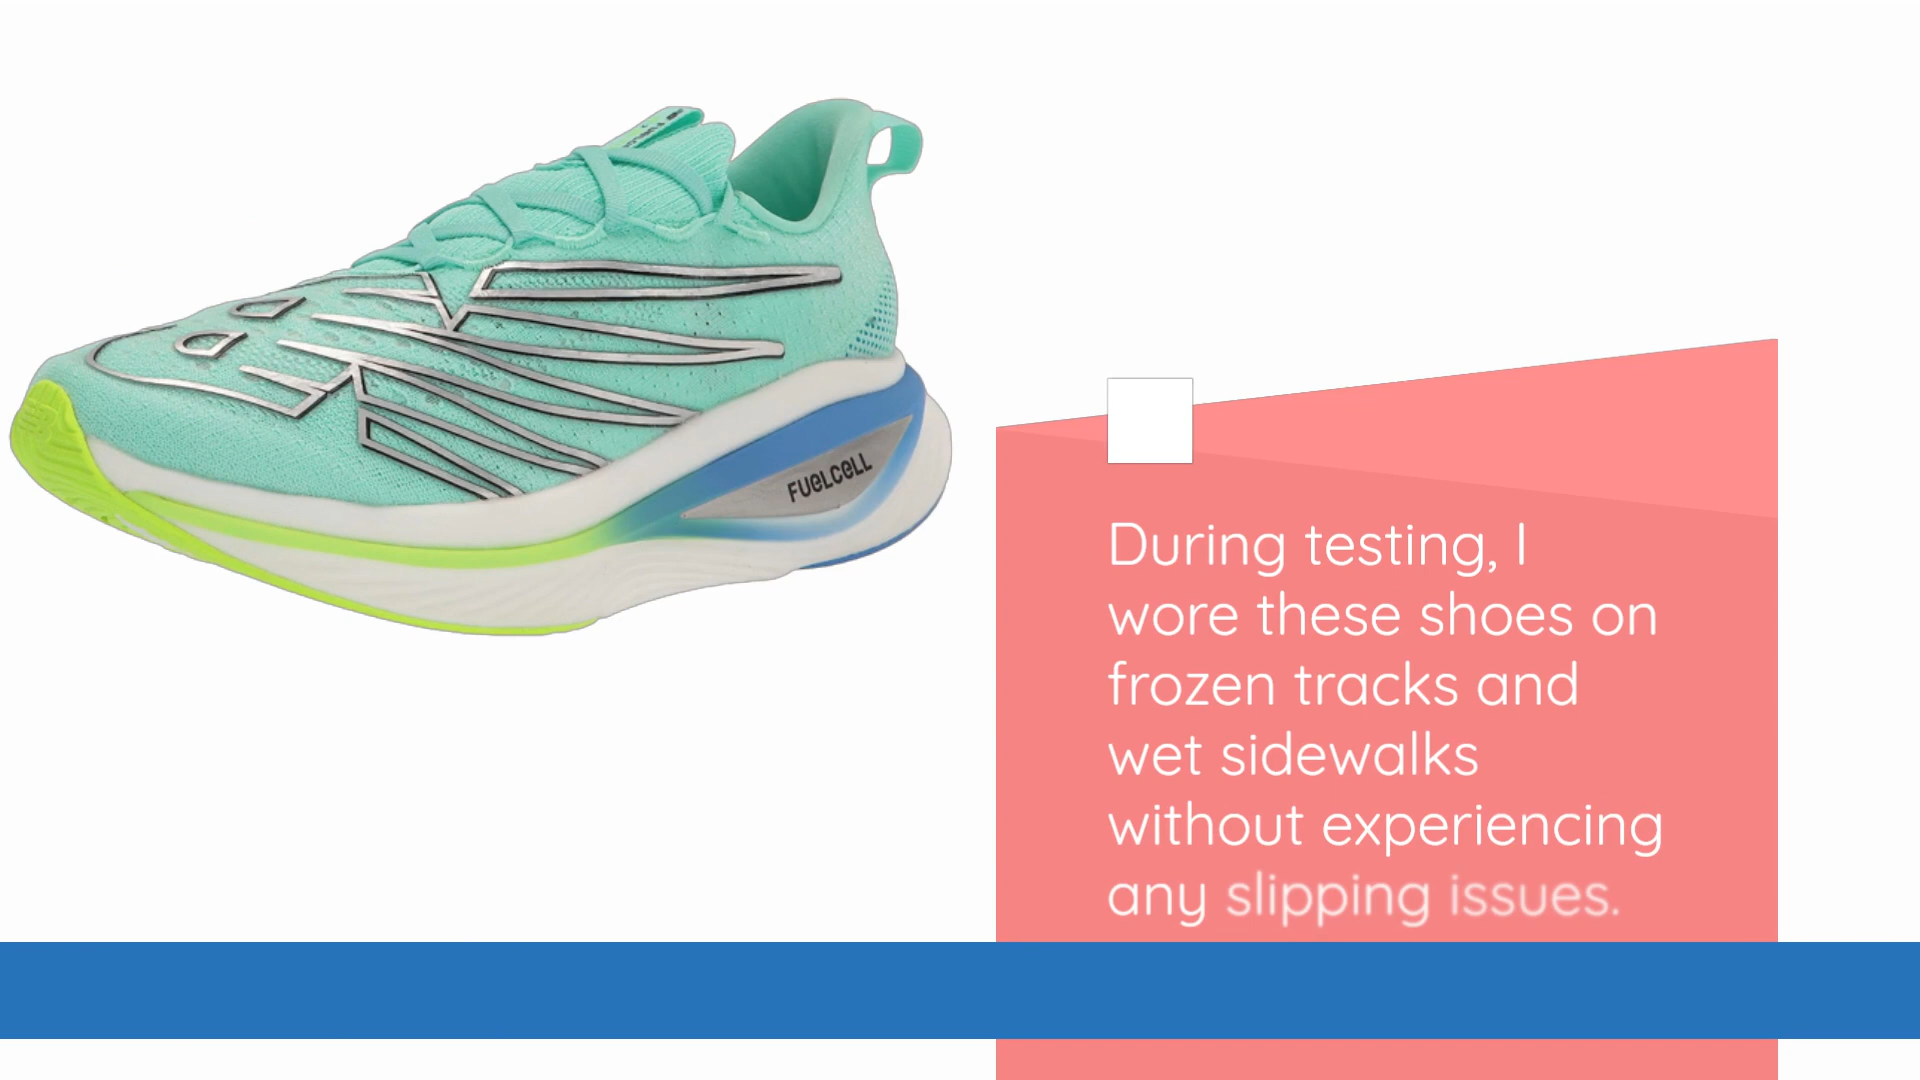 FUELCELL
During testing, I
wore these shoes on
frozen tracks and
wet sidewalks
without experiencing
any slipping issues.